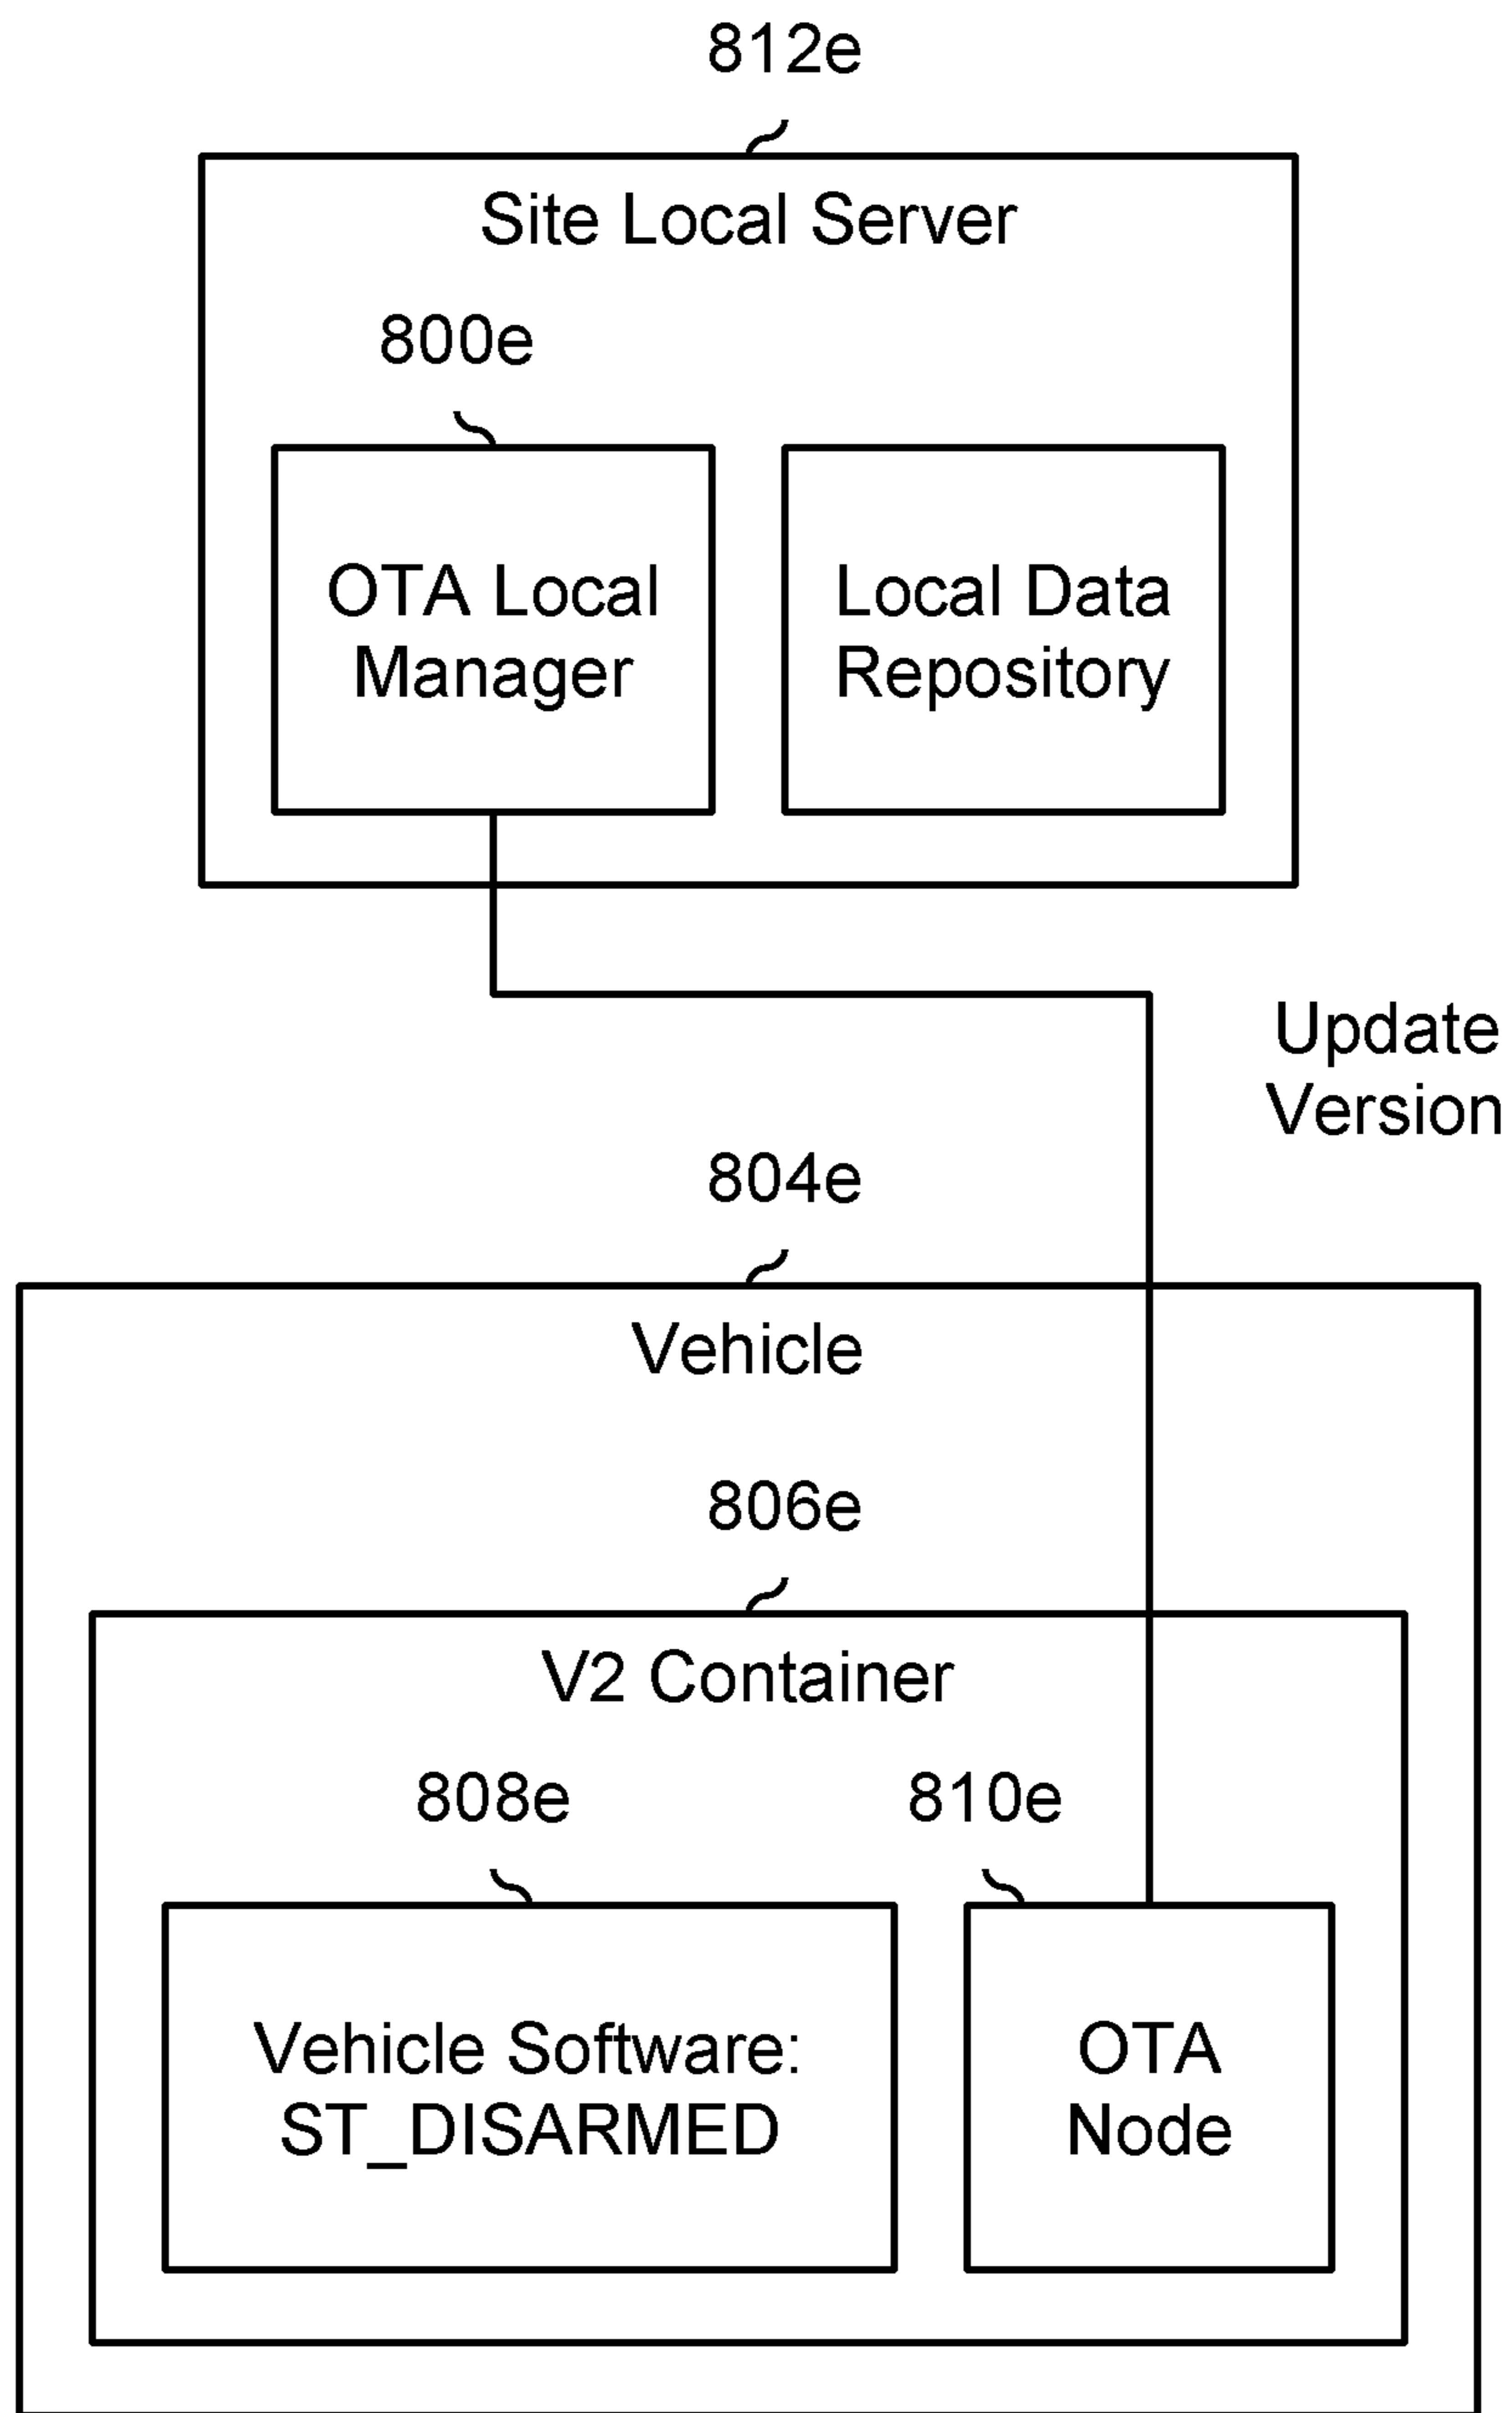 812e
Site Local Server
800e
OTA Local
Manager
Local Data
Repository
Update
Version
804e
Vehicle
806e
V2 Container
808e
810e
Vehicle Software:
ST_DISARMED
OTA
Node